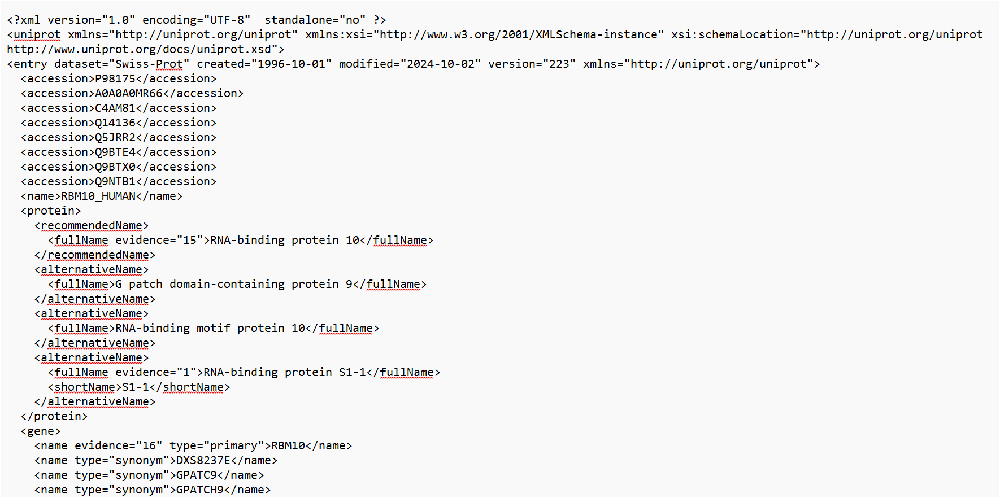 <?xml version="1.0" encoding="UTF-8"  standalone="no" ?>
<uniprot xmlns="http://uniprot.org/uniprot" xmlns:xsi="http://www.w3.org/2001/XMLSchema-instance" xsi:schemaLocation="http://uniprot.org/uniprot
http://www.uniprot.org/docs/uniprot.xsd">
<entry dataset="Swiss-Prot" created="1996-10-01" modified="2024-10-02" version="223" xmlns="http://uniprot.org/uniprot">
  <accession>P98175</accession>
  <accession>A0A0A0MR66</accession>
  <accession>C4AM81</accession>
  <accession>Q14136</accession>
  <accession>Q5JRR2</accession>
  <accession>Q9BTE4</accession>
  <accession>Q9BTX0</accession>
  <accession>Q9NTB1</accession>
  <name>RBM10_HUMAN</name>
  <protein>
    <recommendedName>
      <fullName evidence="15">RNA-binding protein 10</fullName>
    </recommendedName>
    <alternativeName>
      <fullName>G patch domain-containing protein 9</fullName>
    </alternativeName>
    <alternativeName>
      <fullName>RNA-binding motif protein 10</fullName>
    </alternativeName>
    <alternativeName>
      <fullName evidence="1">RNA-binding protein S1-1</fullName>
      <shortName>S1-1</shortName>
    </alternativeName>
  </protein>
  <gene>
    <name evidence="16" type="primary">RBM10</name>
    <name type="synonym">DXS8237E</name>
    <name type="synonym">GPATC9</name>
    <name type="synonym">GPATCH9</name>